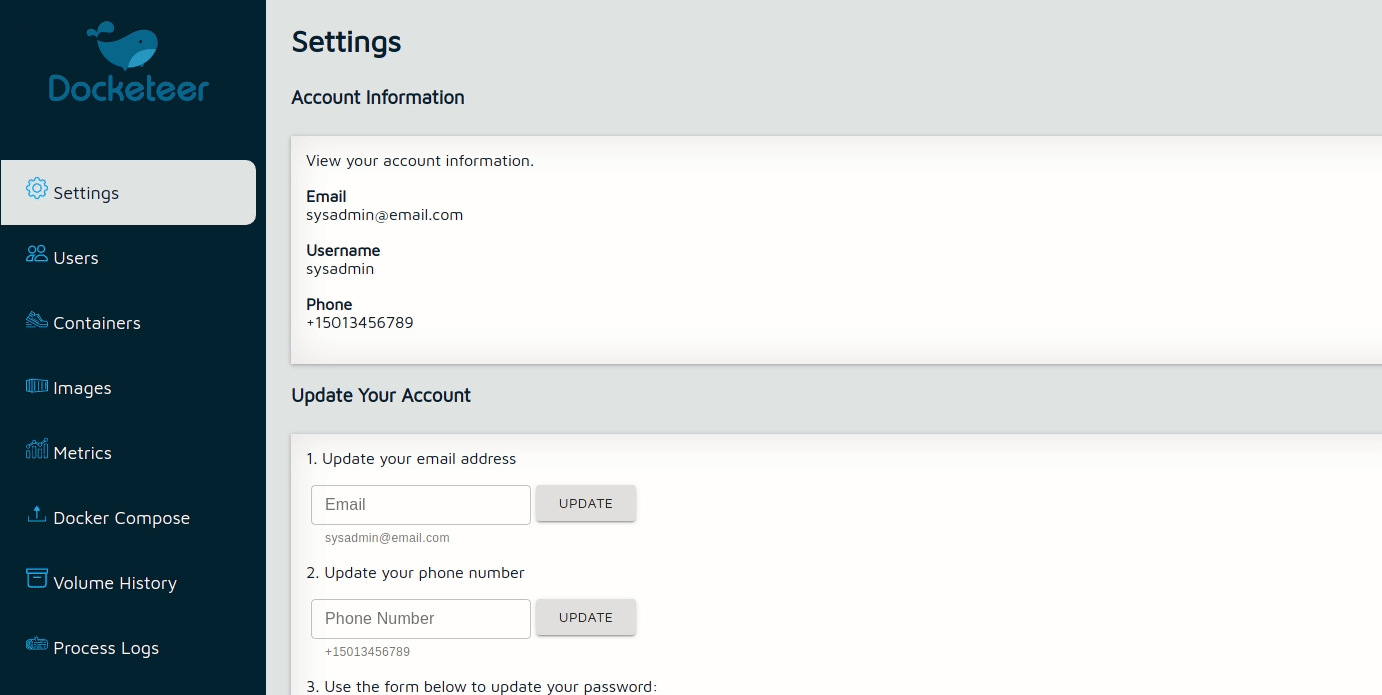 Docketeer
Settings
Users
Containers
Images
Metrics
Docker Compose
Volume History
Process Logs
Settings
Account Information
View your account information.
Email
sysadmin@email.com
Username
sysadmin
Phone
+15013456789
Update Your Account
1. Update your email address
Email UPDATE
sysadmin@email.com
2. Update your phone number
Phone Number UPDATE
+15013456789
3. Use the form below to update your password: